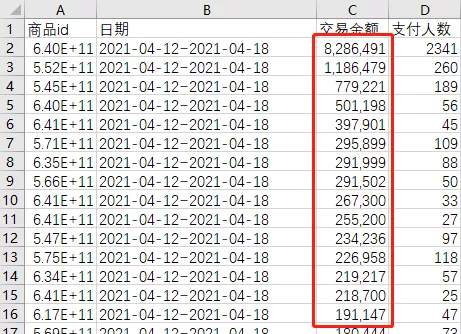 A B C D
1 商品id 日期 交易金额 支付人数
2 6.40E+11 2021-04-12-2021-04-18 8,286,491 2341
3 5.52E+11 2021-04-12-2021-04-18 1,186,479 260
4 5.45E+11 2021-04-12-2021-04-18 779,221 189
5 6.40E+11 2021-04-12-2021-04-18 501,198 56
6 6.41E+11 2021-04-12-2021-04-18 397,901 45
7 5.71E+11 2021-04-12-2021-04-18 295,899 109
8 6.35E+11 2021-04-12-2021-04-18 291,999 88
9 5.66E+11 2021-04-12-2021-04-18 291,502 50
10 6.41E+11 2021-04-12-2021-04-18 267,300 33
11 6.41E+11 2021-04-12-2021-04-18 255,200 27
12 5.47E+11 2021-04-12-2021-04-18 234,236 97
13 5.75E+11 2021-04-12-2021-04-18 226,958 118
14 6.34E+11 2021-04-12-2021-04-18 219,217 57
15 6.41E+11 2021-04-12-2021-04-18 218,700 25
16 6.17E+11 2021-04-12-2021-04-18 191,147 47